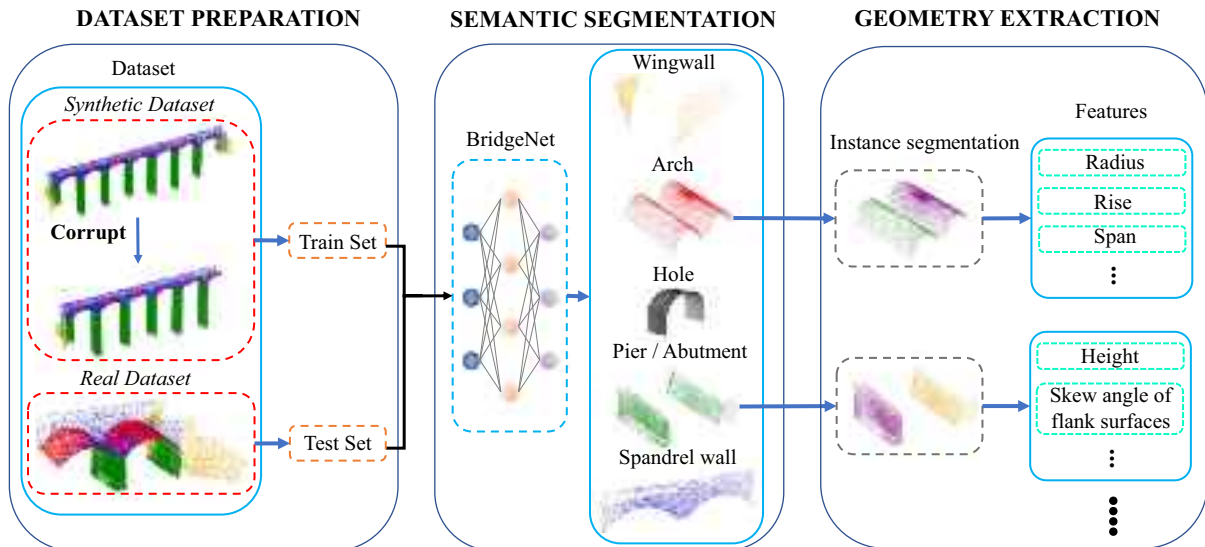 DATASET PREPARATION
Dataset
Synthetic Dataset
Corrupt
Real Dataset
Train Set
Test Set
SEMANTIC SEGMENTATION
BridgeNet
Wingwall
Arch
Hole
Pier / Abutment
Spandrel wall
GEOMETRY EXTRACTION
Instance segmentation
Features
Radius
Rise
Span
Height
Skew angle of
flank surfaces